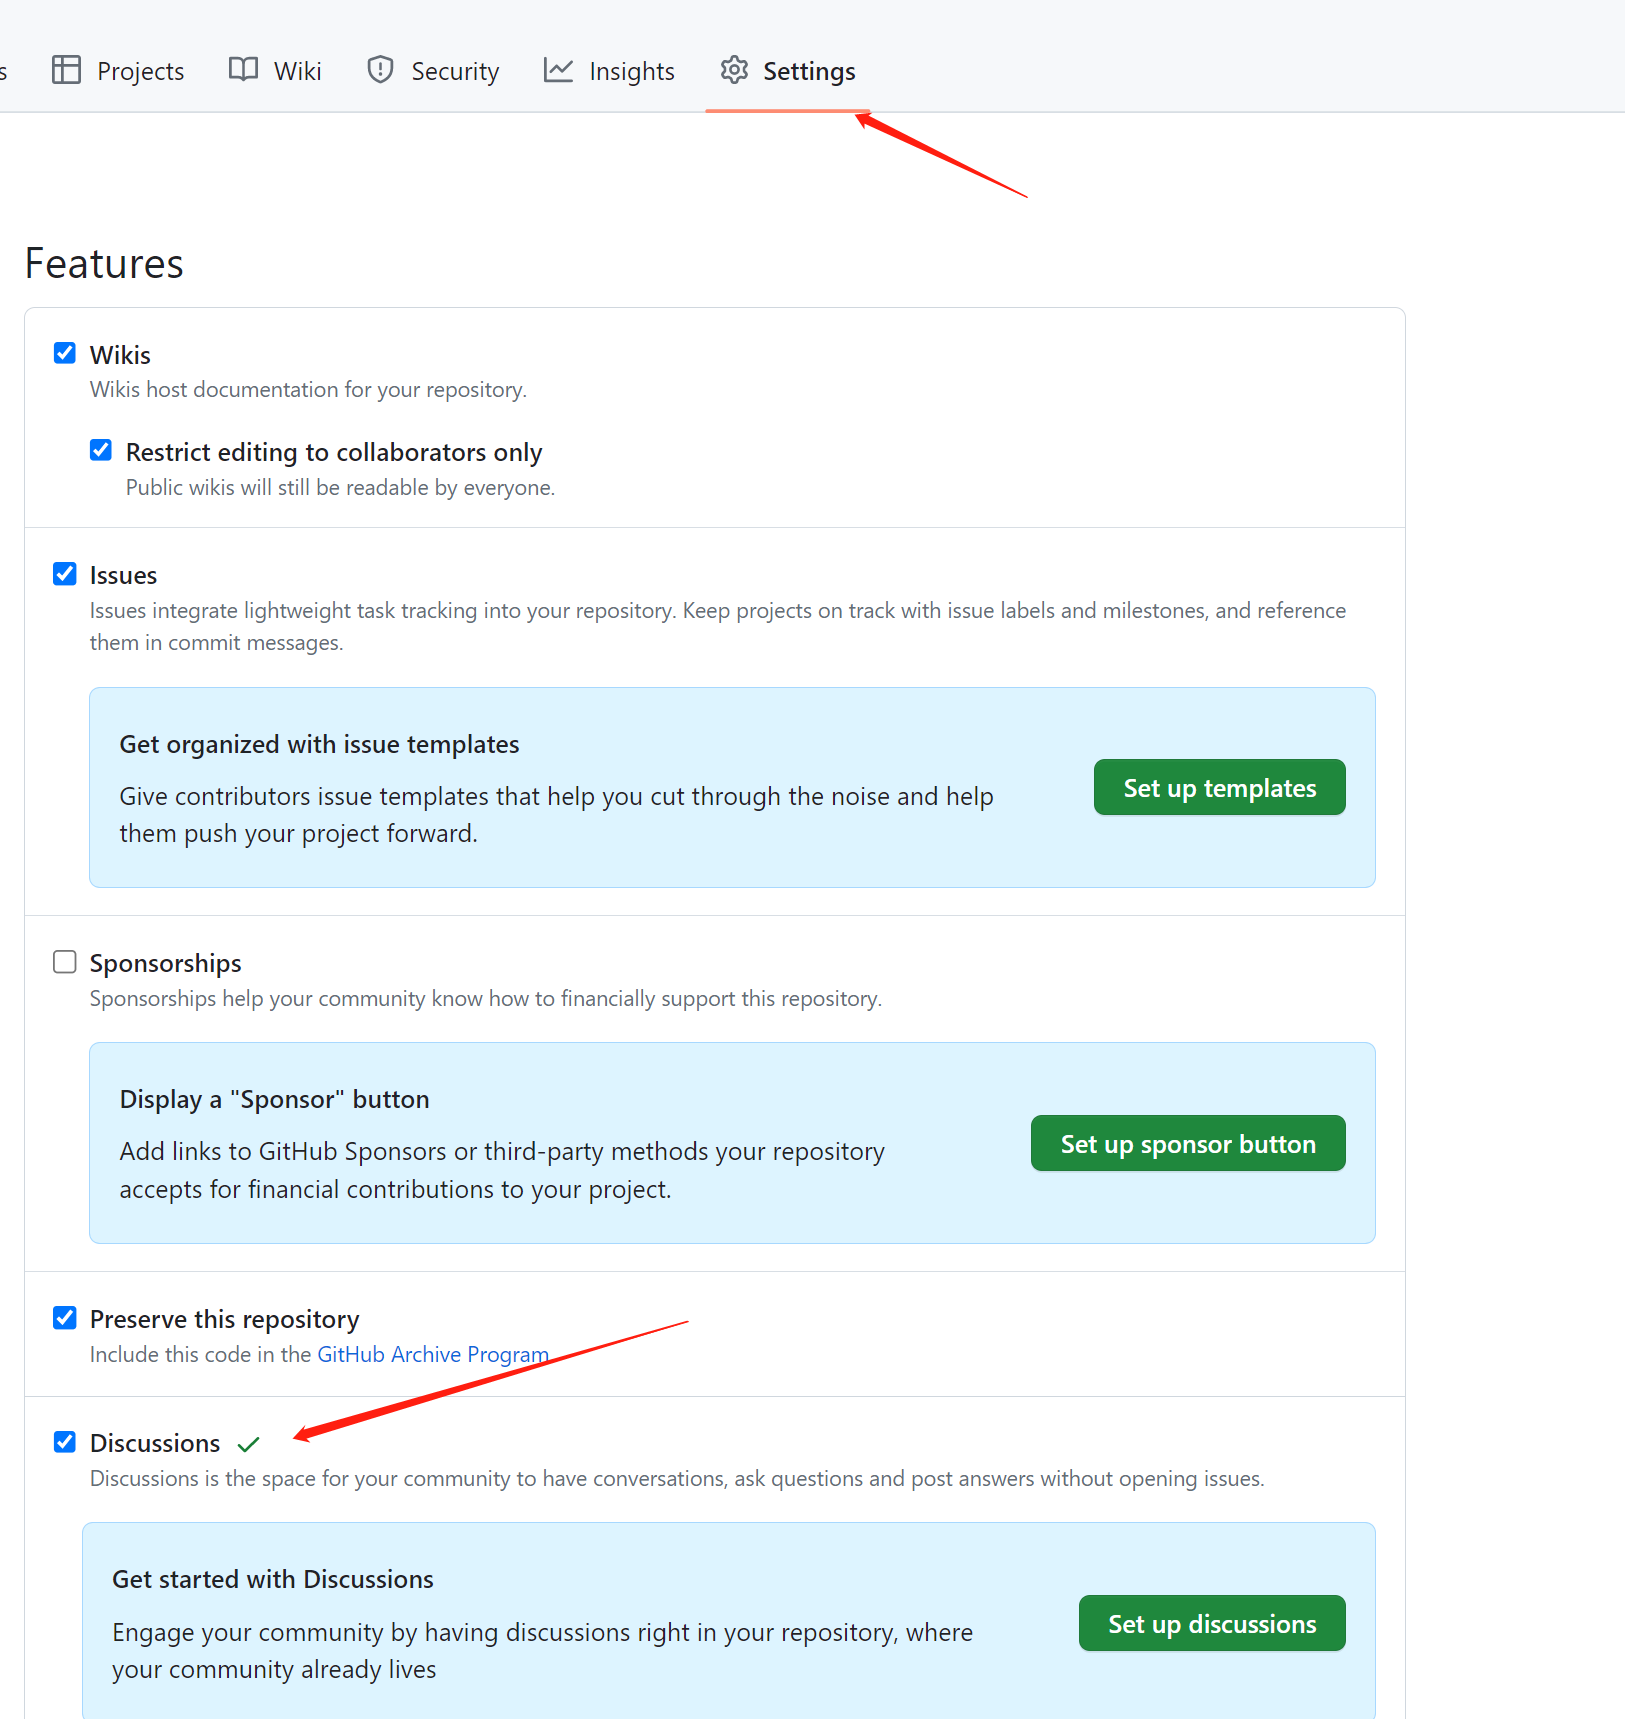 s Projects Wiki Security Insights Settings
Features
Wikis
Wikis host documentation for your repository.
Restrict editing to collaborators only
Public wikis will still be readable by everyone.
Issues
Issues integrate lightweight task tracking into your repository. Keep projects on track with issue labels and milestones, and reference
them in commit messages.
Get organized with issue templates
Give contributors issue templates that help you cut through the noise and help
them push your project forward.
Set up templates
Sponsorships
Sponsorships help your community know how to financially support this repository.
Display a "Sponsor" button
Add links to GitHub Sponsors or third-party methods your repository
accepts for financial contributions to your project.
Set up sponsor button
Preserve this repository
Include this code in the GitHub Archive Program
Discussions
Discussions is the space for your community to have conversations, ask questions and post answers without opening issues.
Get started with Discussions
Engage your community by having discussions right in your repository, where
your community already lives
Set up discussions